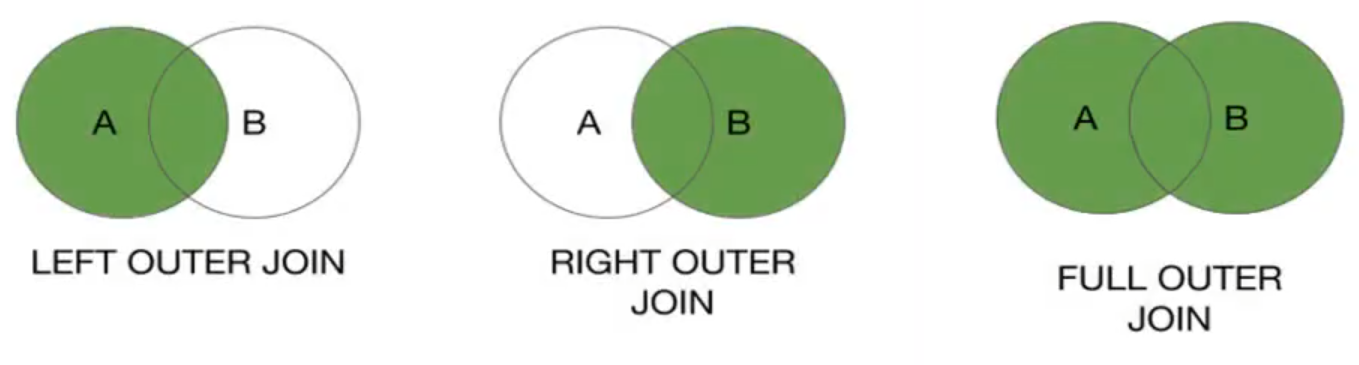 A B
LEFT OUTER JOIN
A B
RIGHT OUTER
JOIN
A B
FULL OUTER
JOIN